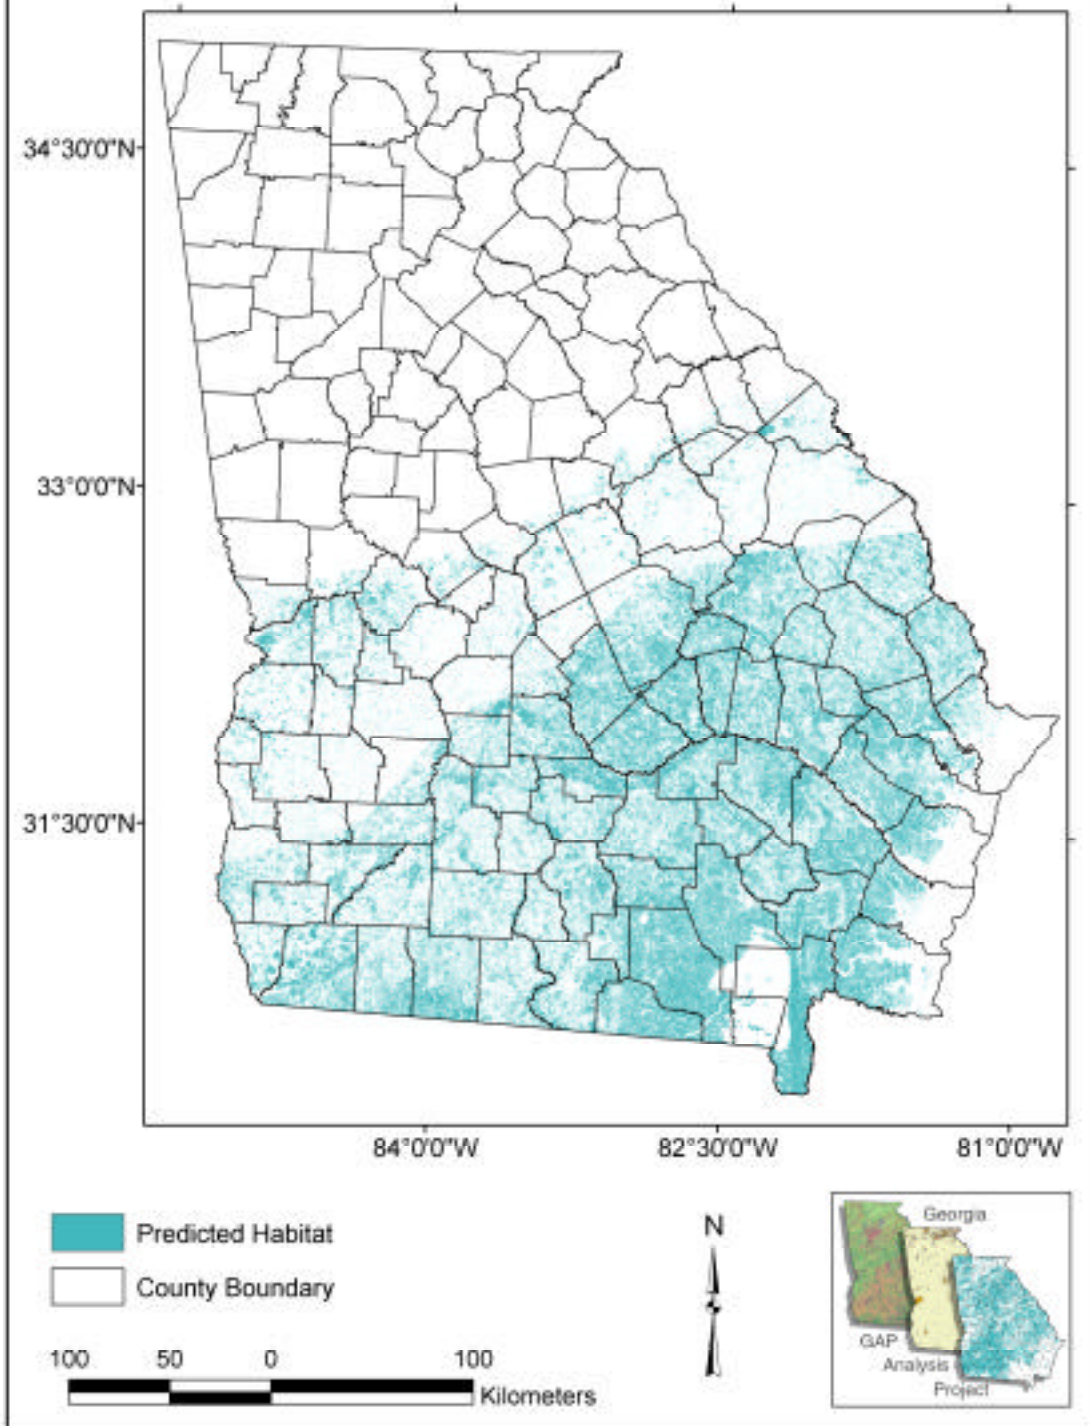 34°30'0"N
33°0'0"N
31°30'0"N
84°0'0"W 82°30'0"W 81°0'0"W
Predicted Habitat
County Boundary
100 50 0 100
Kilometers
N
Georgia
GAP
Analysis
Project